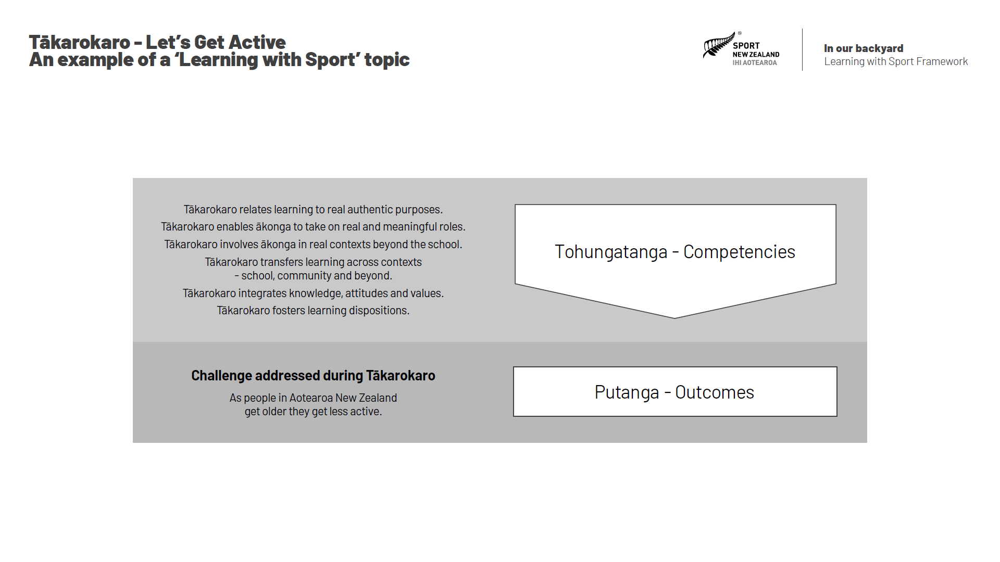 Tākarokaro - Let’s Get Active
An example of a ‘Learning with Sport’ topic
SPORT
NEW ZEALAND
IHI AOTEAROA
In our backyard
Learning with Sport Framework
Tākarokaro relates learning to real authentic purposes.
Tākarokaro enables ākonga to take on real and meaningful roles.
Tākarokaro involves ākonga in real contexts beyond the school.
Tākarokaro transfers learning across contexts
- school, community and beyond.
Tākarokaro integrates knowledge, attitudes and values.
Tākarokaro fosters learning dispositions.
Tohungatanga - Competencies
Challenge addressed during Tākarokaro
As people in Aotearoa New Zealand
get older they get less active.
Putanga - Outcomes